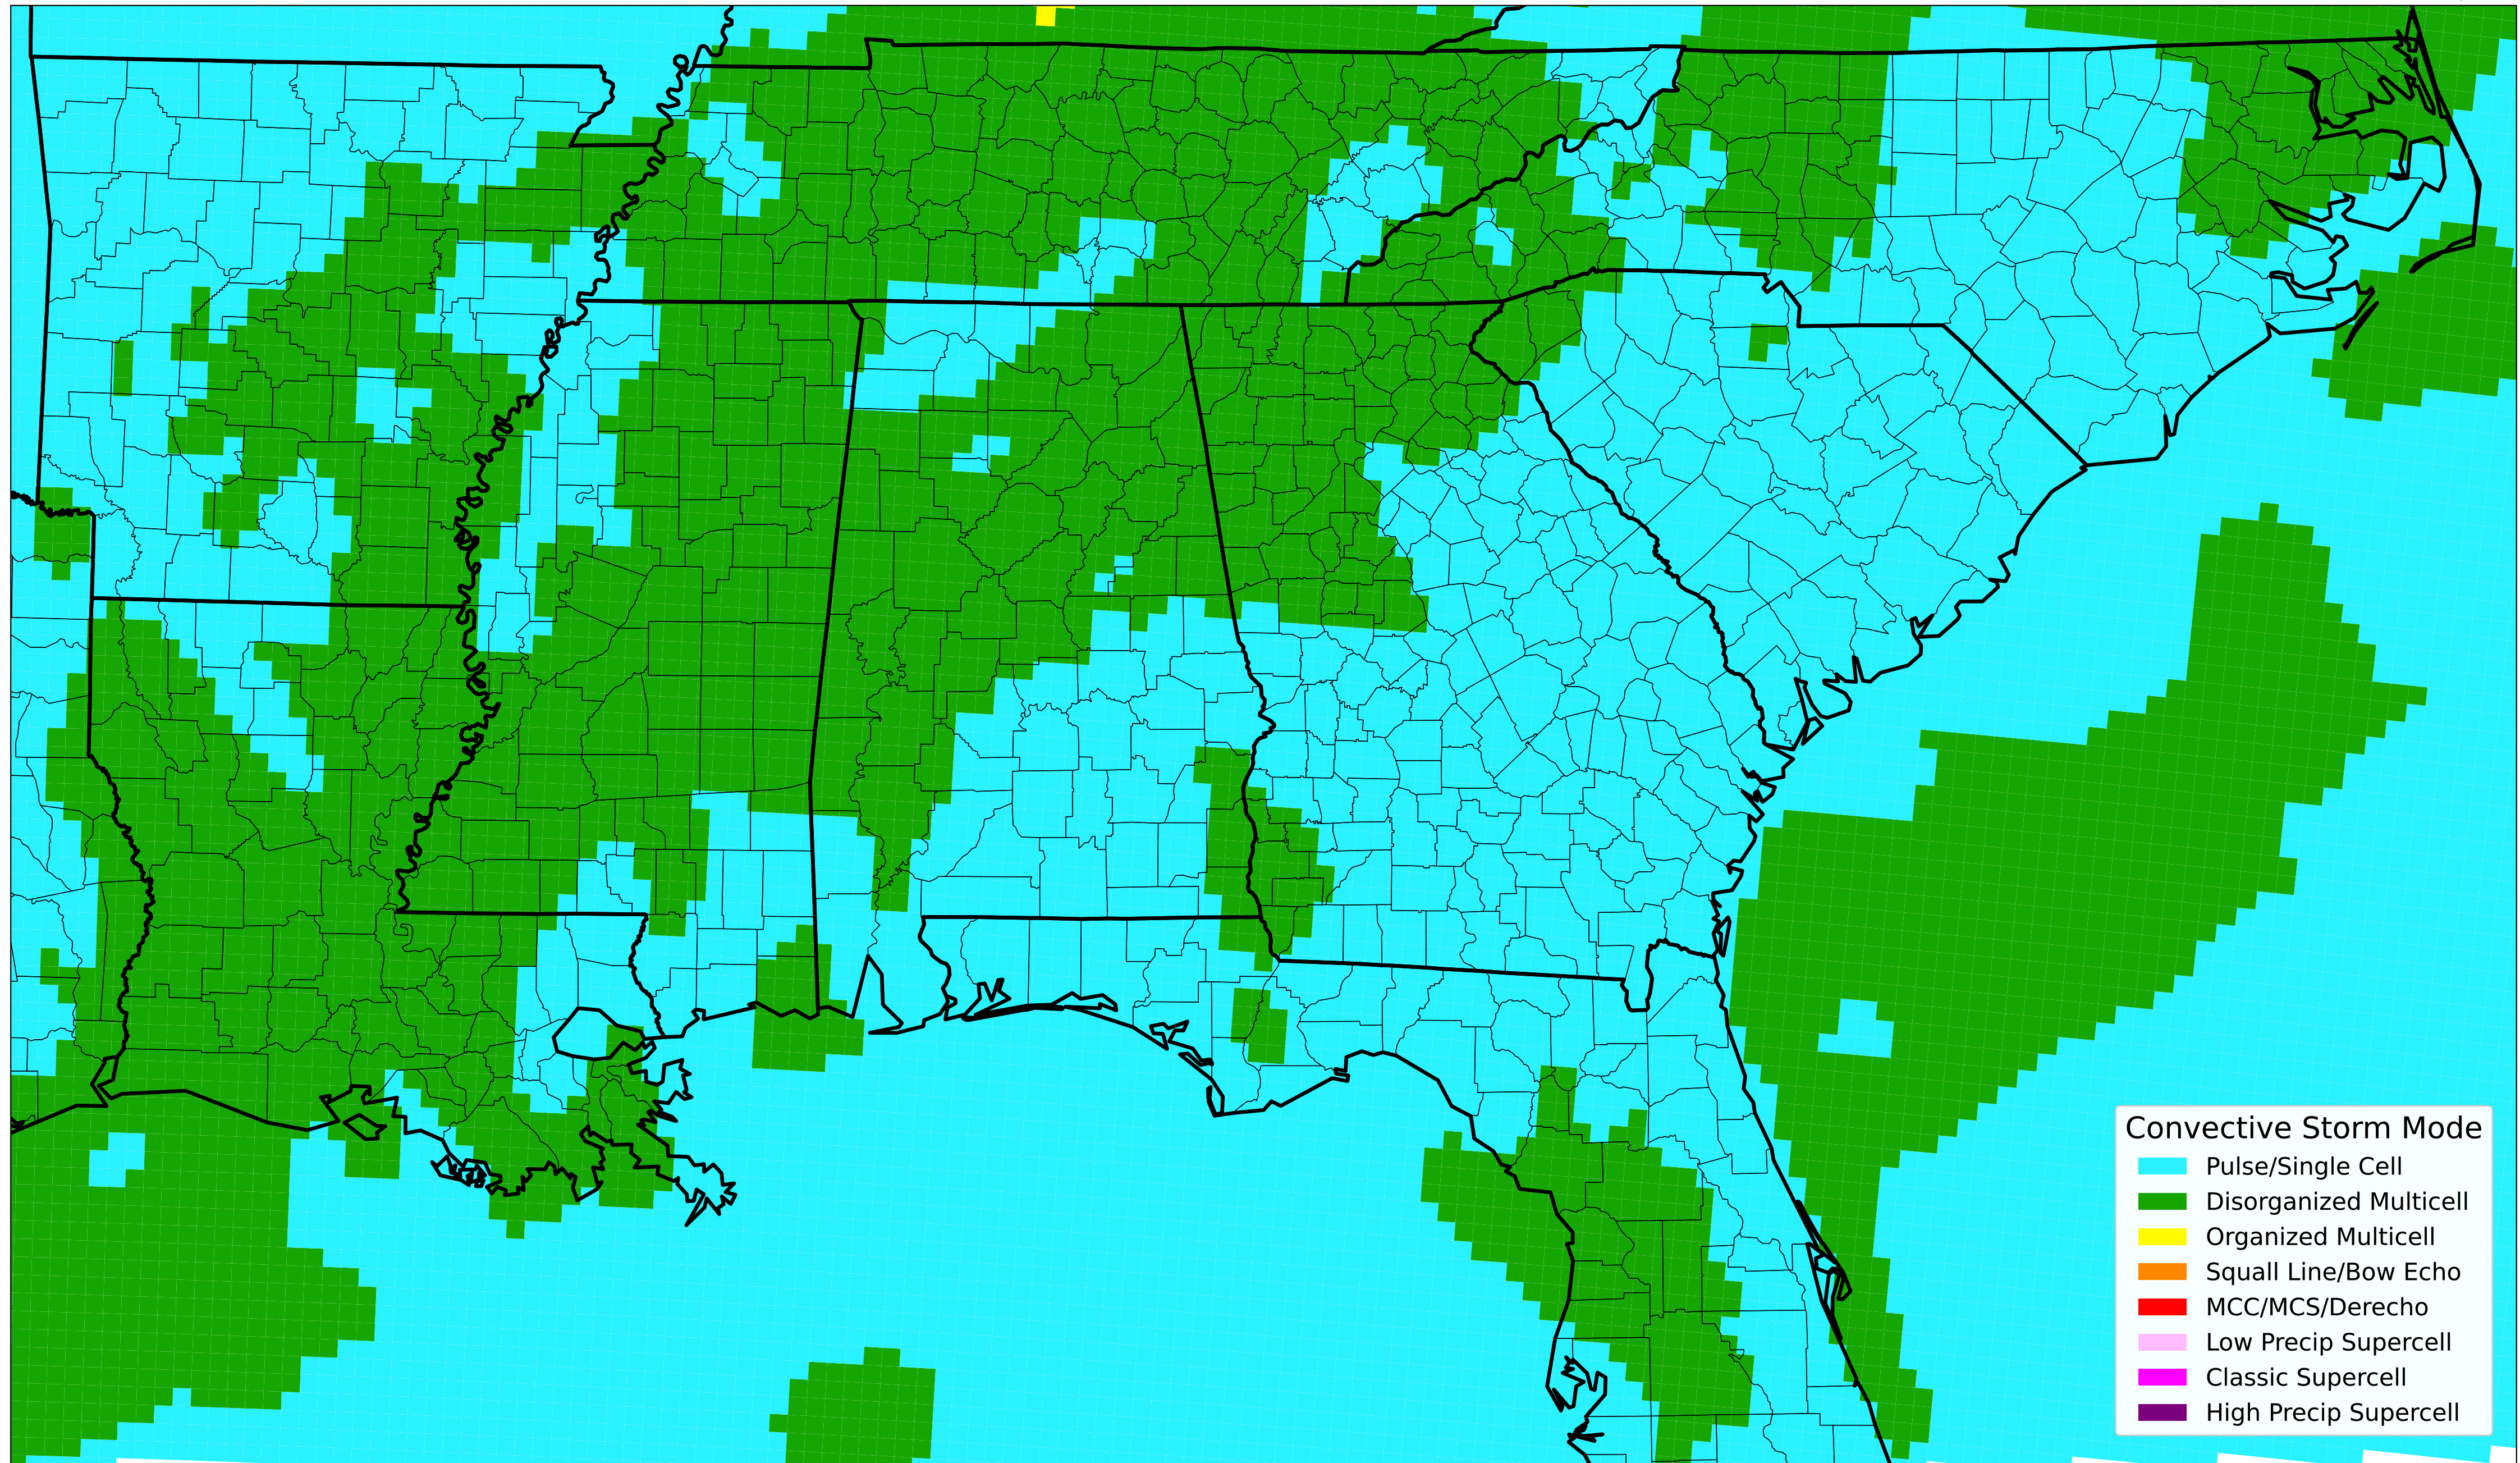 Convective Storm Mode
Pulse/Single Cell
Disorganized Multicell
Organized Multicell
Squall Line/Bow Echo
MCC/MCS/Derecho
Low Precip Supercell
Classic Supercell
High Precip Supercell